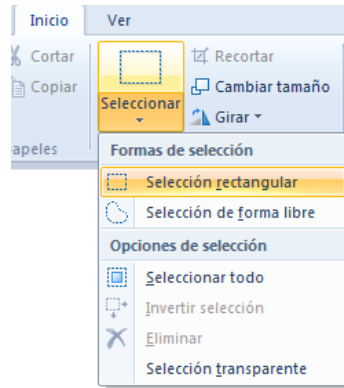 Inicio Ver
Cortar Recortar
Copiar Cambiar tamaño
Seleccionar Girar
apeles
Formas de selección
Selección rectangular
Selección de forma libre
Opciones de selección
Seleccionar todo
Invertir selección
Eliminar
Selección transparente